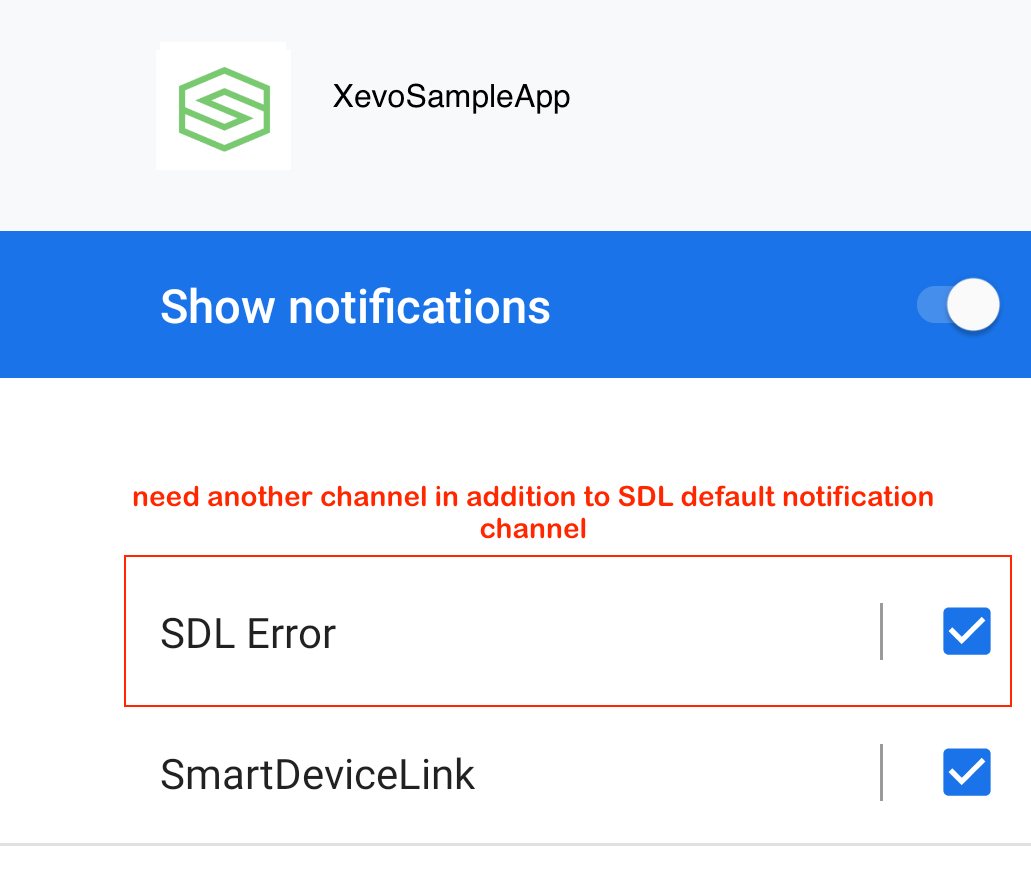 XevoSampleApp
Show notifications
need another channel in addition to SDL default notification
channel
SDL Error
SmartDeviceLink